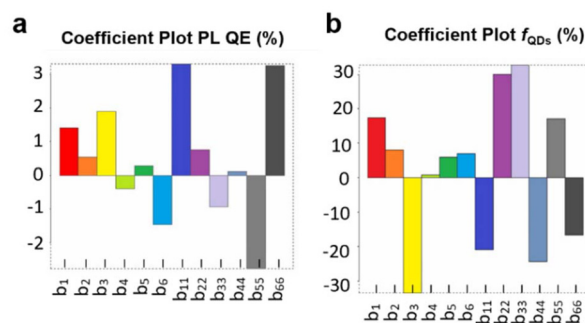 a
Coefficient Plot PL QE (%)
3
2
1
0
-1
-2
b1
b2
b3
b4
b5
b6
b11
b22
b33
b44
b55
b66
b
Coefficient Plot fQDs (%)
30
20
10
0
-10
-20
-30
b1
b2
b3
b4
b5
b6
b11
b22
b33
b44
b55
b66